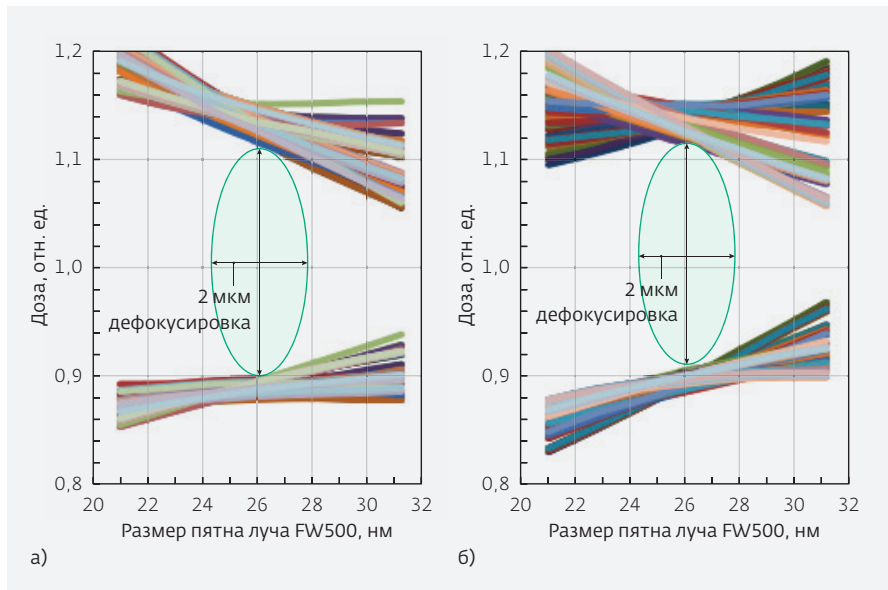 1,2
1,1
1,0
0,9
0,8
Доза, отн. ед.
2 мкм
дефокусировка
20 22 24 26 28 30 32
Размер пятна луча FW500, нм
а)
1,2
1,1
1,0
0,9
0,8
Доза, отн. ед.
2 мкм
дефокусировка
20 22 24 26 28 30 32
Размер пятна луча FW500, нм
б)